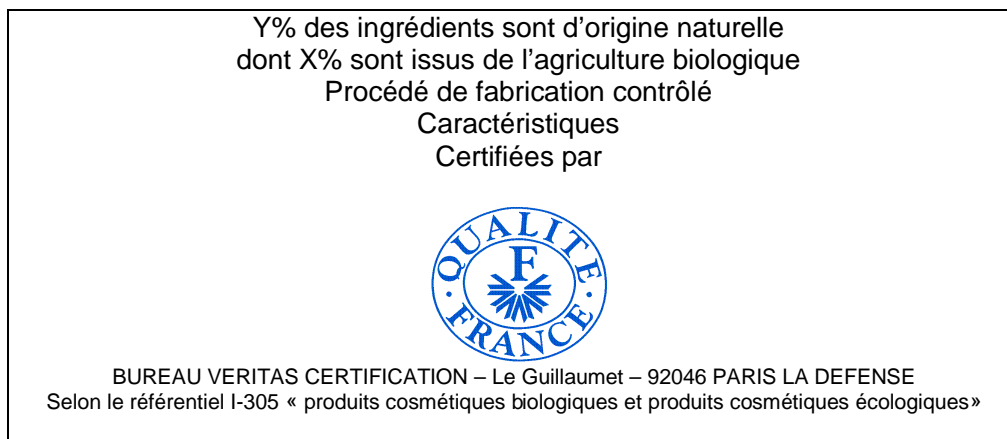 Y% des ingrédients sont d’origine naturelle
dont X% sont issus de l’agriculture biologique
Procédé de fabrication contrôlé
Caractéristiques
Certifiées par
QUALITE
F
FRANCE
BUREAU VERITAS CERTIFICATION – Le Guillaumet – 92046 PARIS LA DEFENSE
Selon le référentiel I-305 « produits cosmétiques biologiques et produits cosmétiques écologiques»